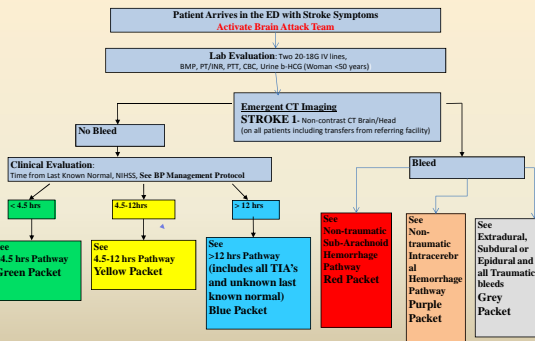 Patient Arrives in the ED with Stroke Symptoms
Activate Brain Attack Team
Lab Evaluation: Two 20-18G IV lines,
BMP, PT/INR, PTT, CBC, Urine b-HCG (Woman <50 years)
Emergent CT Imaging
STROKE 1- Non-contrast CT Brain/Head
(on all patients including transfers from referring facility)
No Bleed
Bleed
Clinical Evaluation:
Time from Last Known Normal, NIHSS, See BP Management Protocol
< 4.5 hrs
4.5-12hrs
> 12 hrs
See
4.5 hrs Pathway
Green Packet
See
4.5-12 hrs Pathway
Yellow Packet
See
>12 hrs Pathway
(includes all TIA's
and unknown last
known normal)
Blue Packet
See
Non-traumatic
Sub-Arachnoid
Hemorrhage
Pathway
Red Packet
See
Non-
traumatic
Intracerebr
al
Hemorrhage
Pathway
Purple
Packet
See
Extradural,
Subdural or
Epidural and
all Traumatic
bleeds
Grey
Packet